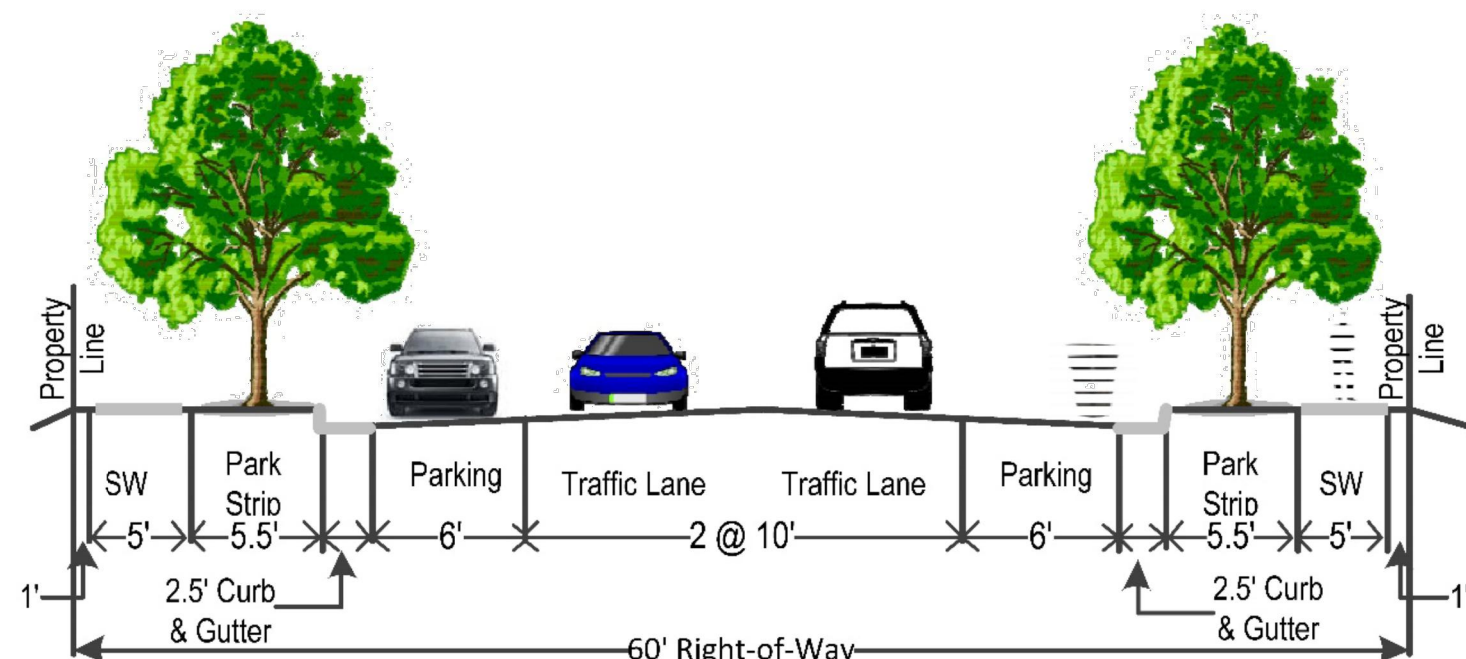 Property
Line
Property
Line
SW
Park
Strip
Parking
Traffic Lane
Traffic Lane
Parking
Park
Strip
SW
5'
5.5'
6'
2 @ 10'
6'
5.5'
5'
1'
2.5' Curb
& Gutter
2.5' Curb
& Gutter
1'
60' Right-of-Way